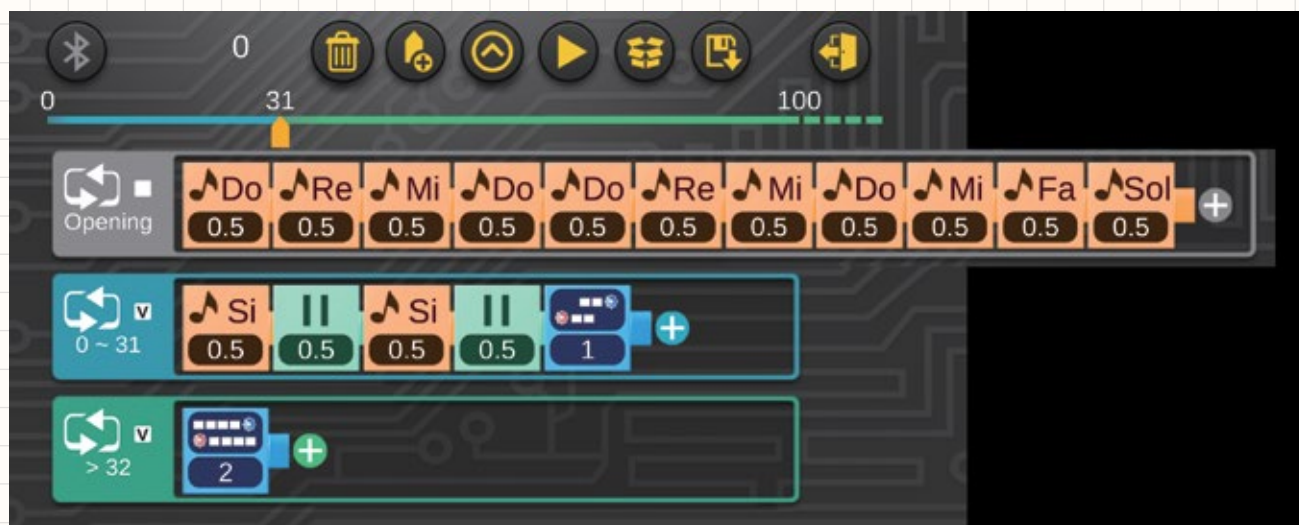 0
0 31 100
Do Re Mi Do Do Re Mi Do Mi Fa Sol
Opening 0.5 0.5 0.5 0.5 0.5 0.5 0.5 0.5 0.5 0.5 0.5
V Si Si
0 ~ 31 0.5 0.5 0.5 0.5 1
V
> 32 2